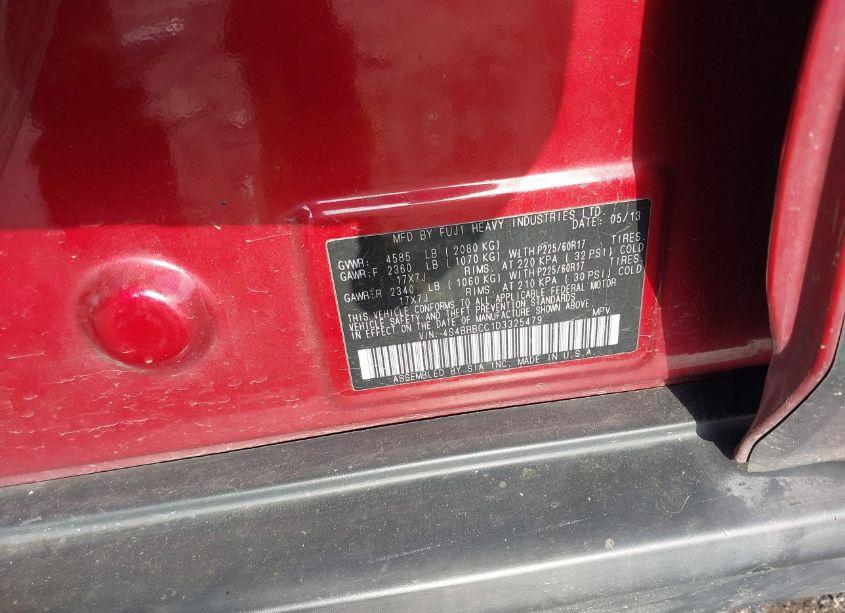 MFD BY FUJI HEAVY INDUSTRIES LTD. DATE: 05/13
GVWR: 4585 LB ( 2080 KG)
GAWR:F 2360 LB ( 1070 KG) WITH P225/60R17 TIRES,
17X7J RIMS, AT 220 KPA ( 32 PSI) COLD
GAWR:R 2340 LB ( 1060 KG) WITH P225/60R17 TIRES,
17X7J RIMS, AT 210 KPA ( 30 PSI) COLD
THIS VEHICLE CONFORMS TO ALL APPLICABLE FEDERAL MOTOR
VEHICLE SAFETY AND THEFT PREVENTION STANDARDS
IN EFFECT ON THE DATE OF MANUFACTURE SHOWN ABOVE.
VIN:4S4BRBCC1D3325479 MPV
ASSEMBLED BY SIA INC. MADE IN U.S.A.